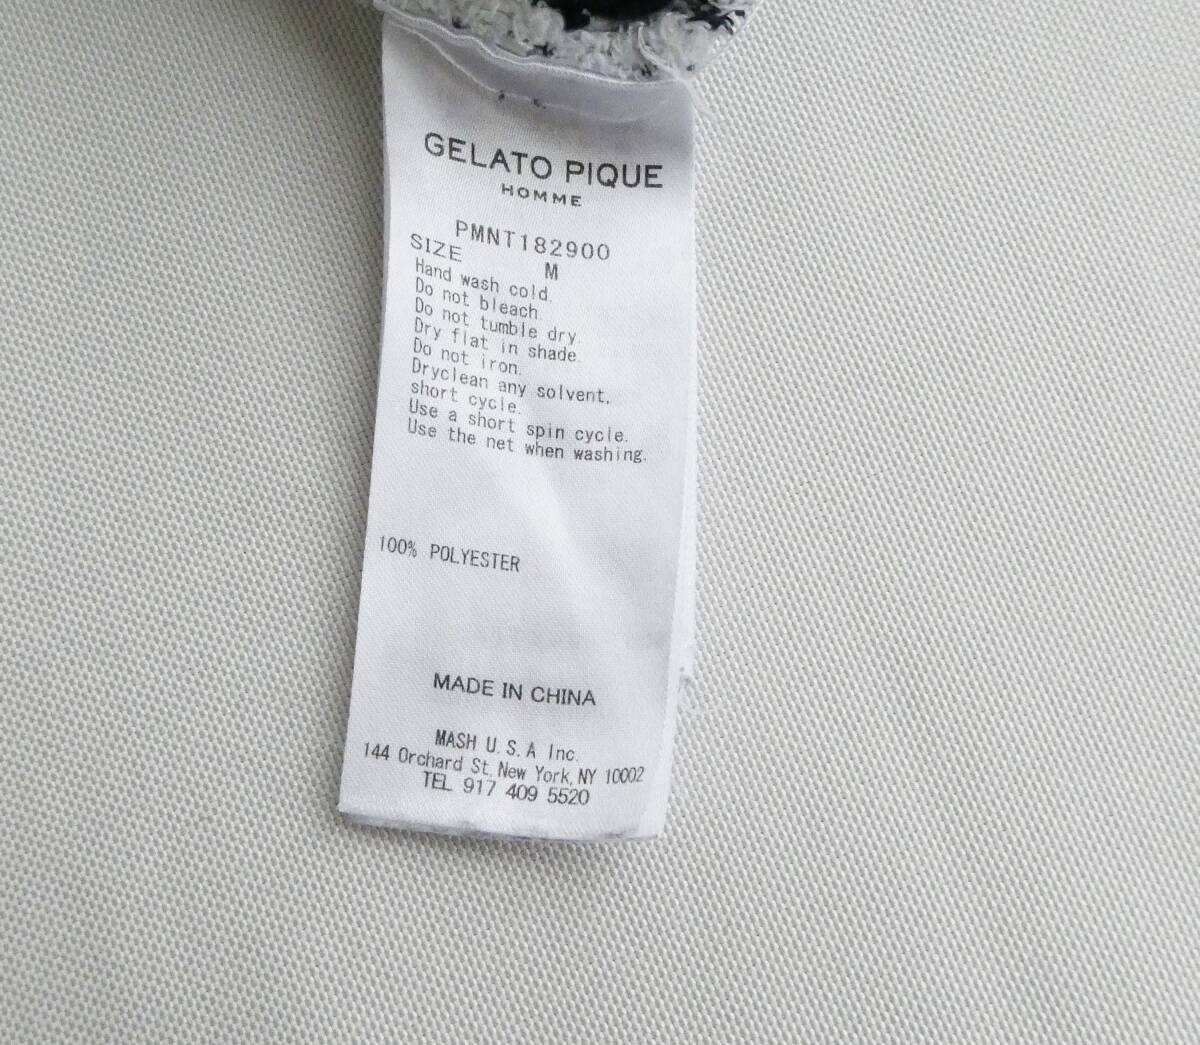 GELATO PIQUE
HOMME
PMNT182900
SIZE
M
Hand wash cold.
Do not bleach.
Do not tumble dry.
Dry flat in shade.
Do not iron.
Dryclean any solvent,
short cycle.
Use a short spin cycle.
Use the net when washing.
100% POLYESTER
MADE IN CHINA
MASH U.S.A Inc.
144 Orchard St, New York, NY 10002
TEL 917 409 5520